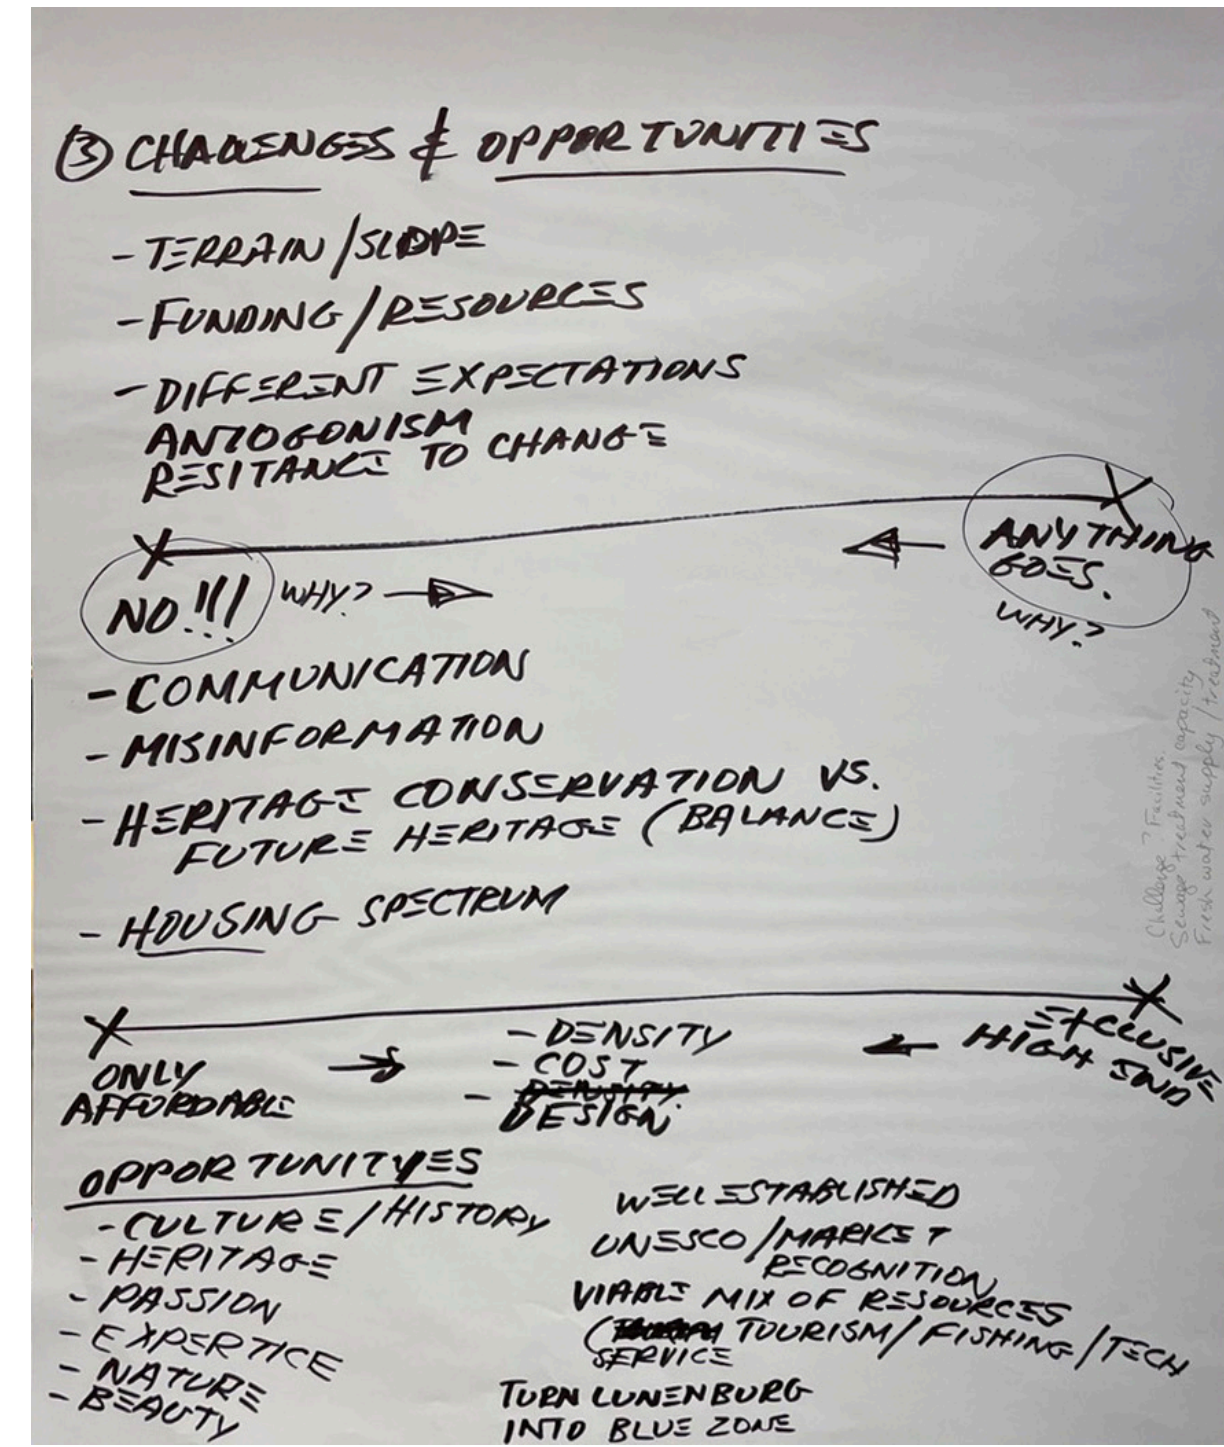 ③ CHALLENGES & OPPORTUNITIES
- TERRAIN/SLOPE
- FUNDING/RESOURCES
- DIFFERENT EXPECTATIONS
ANTOGONISM
RESITANCE TO CHANGE
X X
NO!!! WHY? → ← ANYTHING
GOES.
WHY?
- COMMUNICATION
- MISINFORMATION
- HERITAGE CONSERVATION VS.
FUTURE HERITAGE (BALANCE)
- HOUSING SPECTRUM
Challenge? Facilities.
Sewage treatment capacity
Fresh water supply / treatment
X X
ONLY
AFFORDABLE
→
- DENSITY
- COST
- DESIGN
←
EXCLUSIVE
HIGH END
OPPORTUNITYES
- CULTURE/HISTORY
- HERITAGE
- PASSION
- EXPERTICE
- NATURE
- BEAUTY
WELL ESTABLISHED
UNESCO/MARKET
RECOGNITION
VIABLE MIX OF RESOURCES
( TOURISM/FISHING/TECH
SERVICE
TURN LUNENBURG
INTO BLUE ZONE